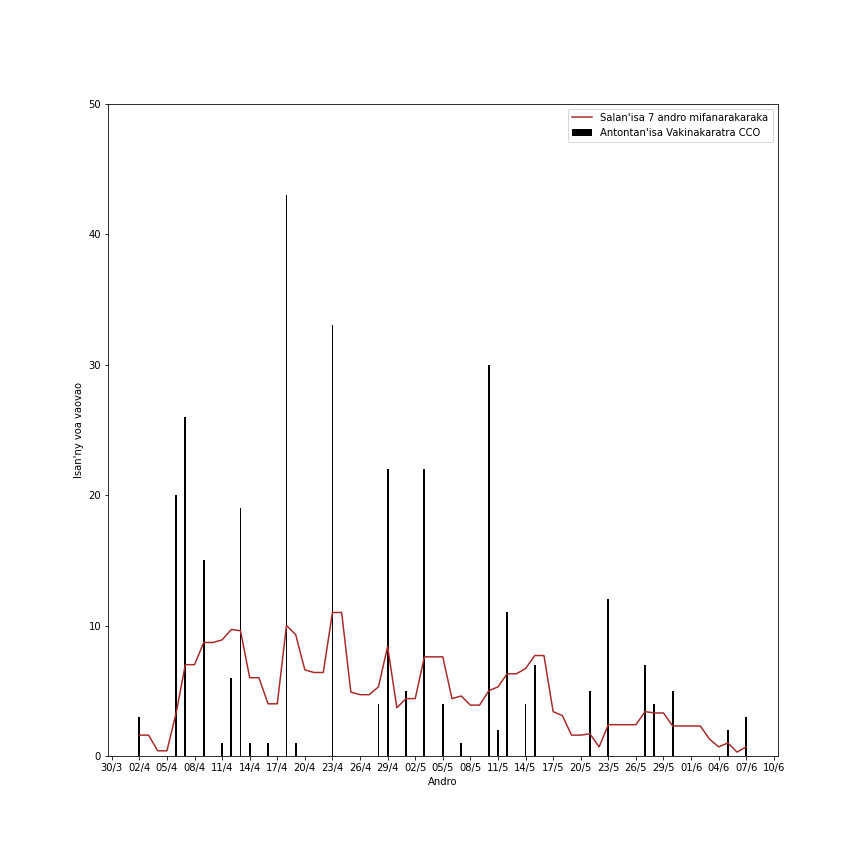 Salan'isa 7 andro mifanarakaraka
Antontan'isa Vakinakaratra CCO
50
40
30
20
10
0
Isan'ny voa vaovao
30/3 02/4 05/4 08/4 11/4 14/4 17/4 20/4 23/4 26/4 29/4 02/5 05/5 08/5 11/5 14/5 17/5 20/5 23/5 26/5 29/5 01/6 04/6 07/6 10/6
Andro